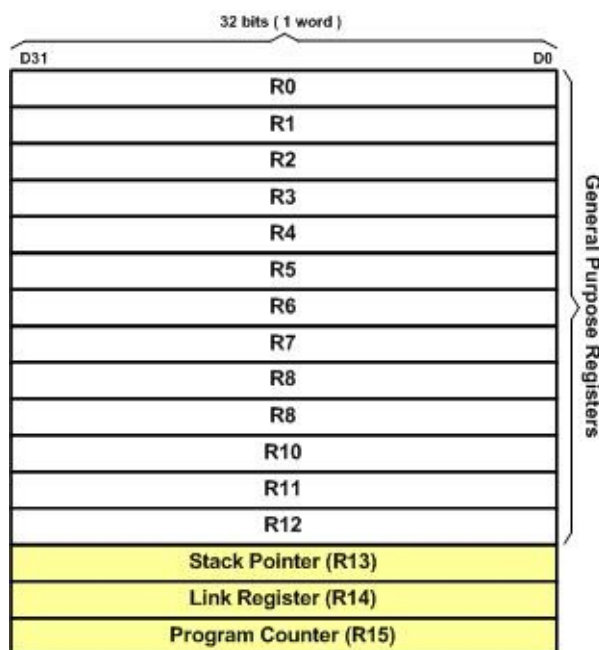 32 bits ( 1 word )
D31
D0
R0
R1
R2
R3
R4
R5
R6
R7
R8
R8
R10
R11
R12
Stack Pointer (R13)
Link Register (R14)
Program Counter (R15)
General Purpose Registers